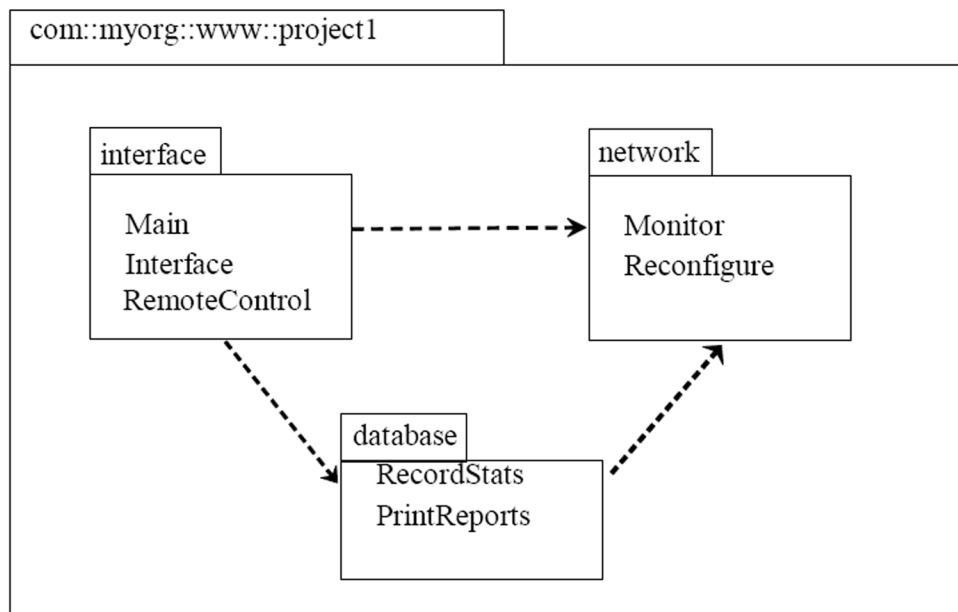 com::myorg::www::project1
interface
Main
Interface
RemoteControl
network
Monitor
Reconfigure
database
RecordStats
PrintReports